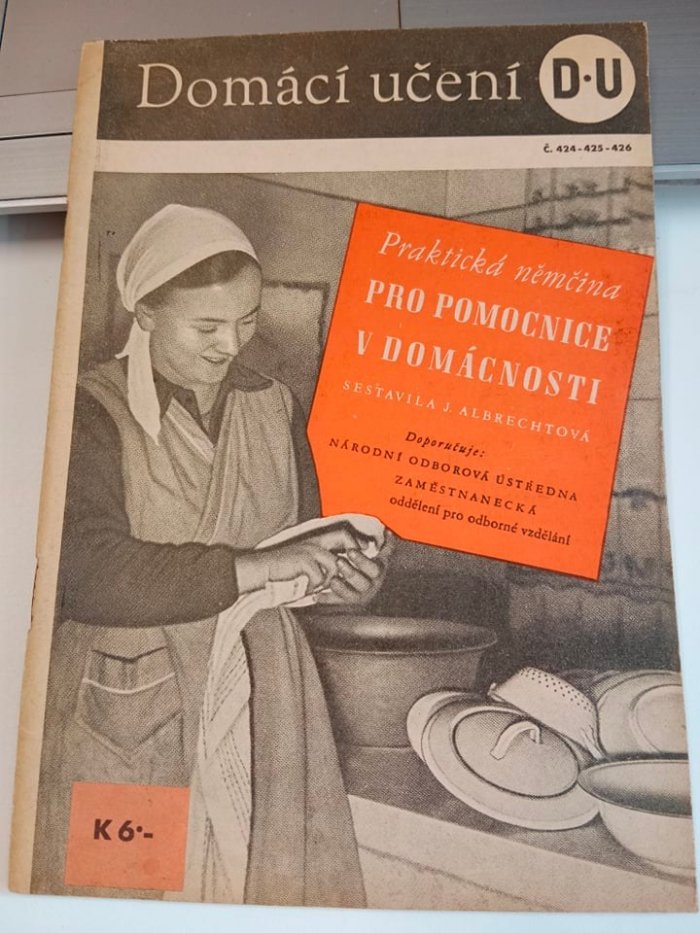 Domácí učení
D·U
Č. 424-425-426
Praktická němčina
PRO POMOCNICE
V DOMÁCNOSTI
SESTAVILA J. ALBRECHTOVÁ
Doporučuje:
NÁRODNÍ ODBOROVÁ ÚSTŘEDNA
ZAMĚSTNANECKÁ
oddělení pro odborné vzdělání
K 6·-